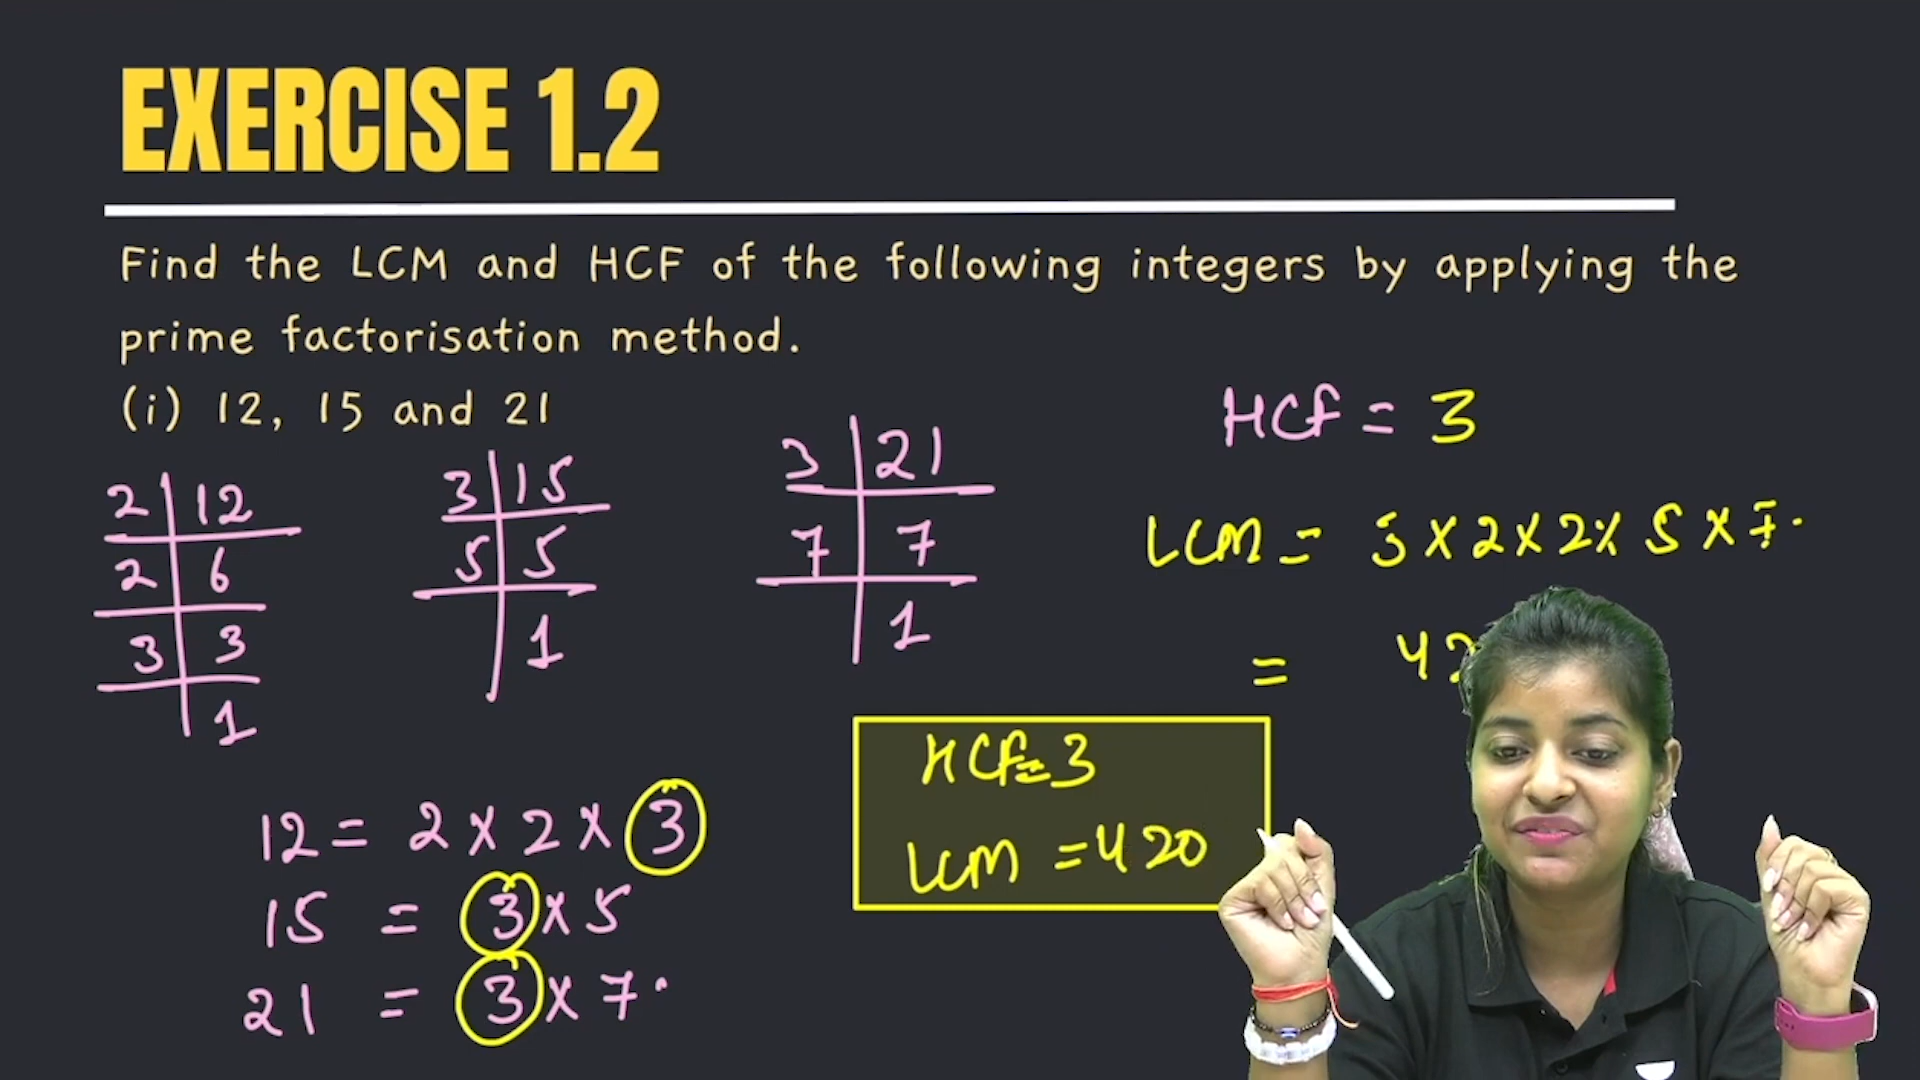 EXERCISE 1.2
Find the LCM and HCF of the following integers by applying the
prime factorisation method.
(i) 12, 15 and 21
2 | 12
2 | 6
3 | 3
1
3 | 15
5 | 5
1
3 | 21
7 | 7
1
12 = 2 x 2 x 3
15 = 3 x 5
21 = 3 x 7.
HCF = 3
LCM = 3 x 2 x 2 x 5 x 7.
= 42
HCF = 3
LCM = 420